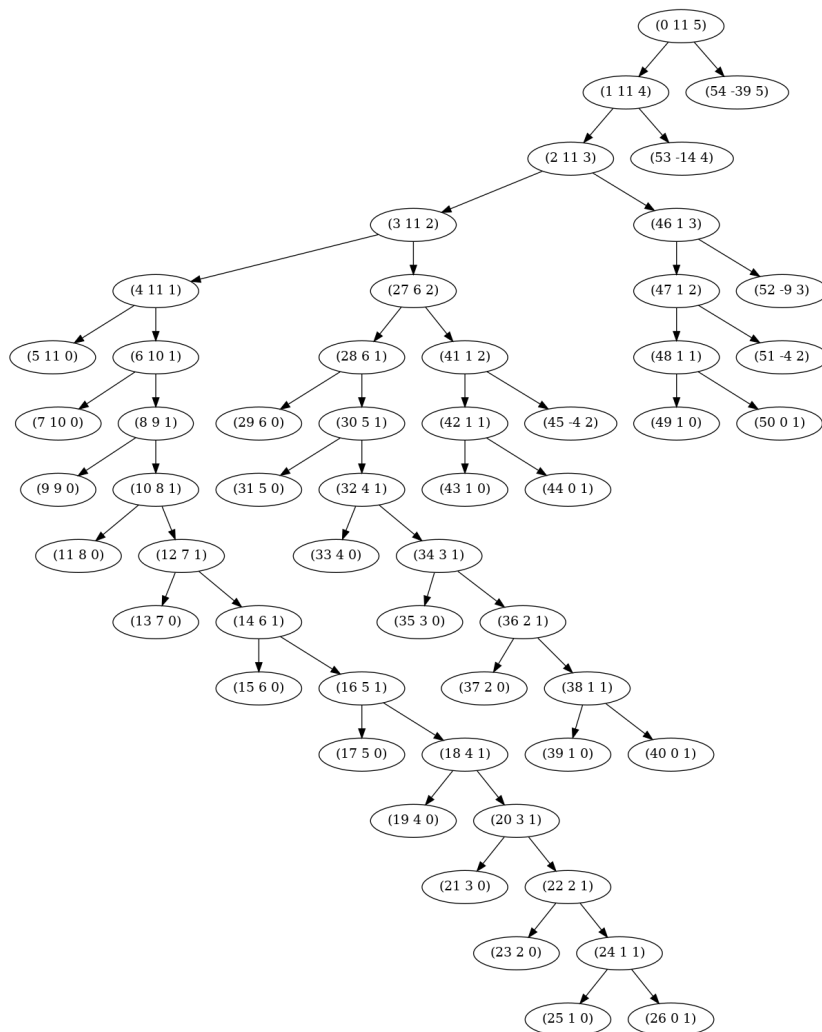 (0 11 5)
(1 11 4)
(54 -39 5)
(2 11 3)
(53 -14 4)
(3 11 2)
(46 1 3)
(4 11 1)
(27 6 2)
(47 1 2)
(52 -9 3)
(5 11 0)
(6 10 1)
(28 6 1)
(41 1 2)
(48 1 1)
(51 -4 2)
(7 10 0)
(8 9 1)
(29 6 0)
(30 5 1)
(42 1 1)
(45 -4 2)
(49 1 0)
(50 0 1)
(9 9 0)
(10 8 1)
(31 5 0)
(32 4 1)
(43 1 0)
(44 0 1)
(11 8 0)
(12 7 1)
(33 4 0)
(34 3 1)
(13 7 0)
(14 6 1)
(35 3 0)
(36 2 1)
(15 6 0)
(16 5 1)
(37 2 0)
(38 1 1)
(17 5 0)
(18 4 1)
(39 1 0)
(40 0 1)
(19 4 0)
(20 3 1)
(21 3 0)
(22 2 1)
(23 2 0)
(24 1 1)
(25 1 0)
(26 0 1)